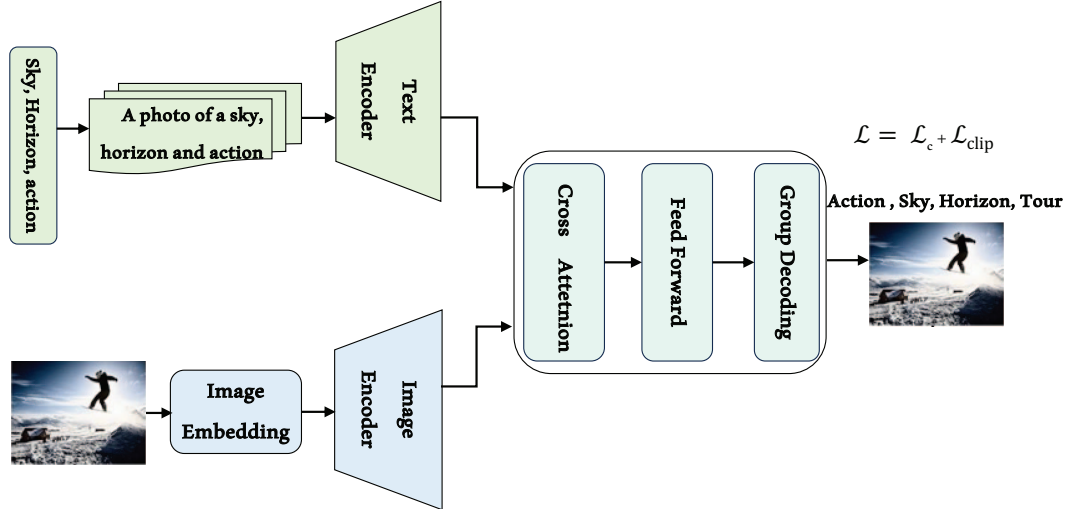 Sky, Horizon, action
A photo of a sky,
horizon and action
Text
Encoder
Image
Embedding
Image
Encoder
Cross Attetnion
Feed Forward
Group Decoding
ℒ = ℒc + ℒclip
Action , Sky, Horizon, Tour